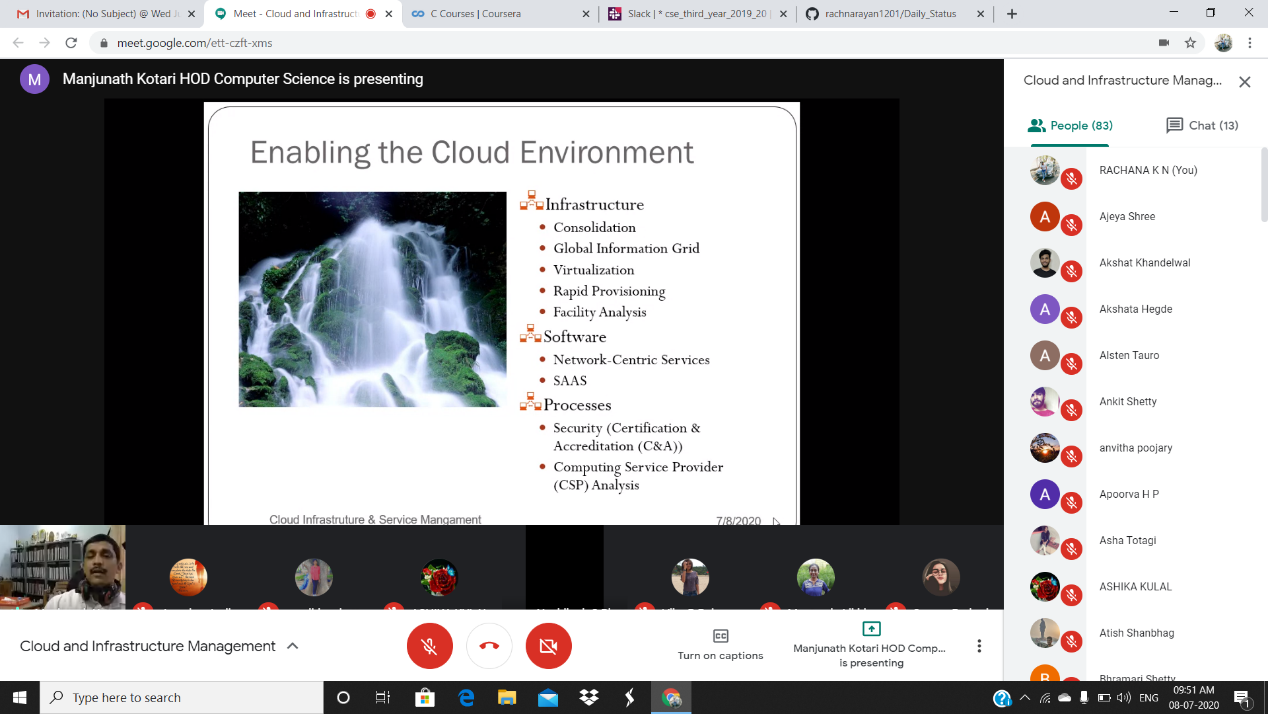 Invitation: (No Subject) @ Wed J
Meet - Cloud and Infrastruct
C Courses | Coursera
Slack | * cse_third_year_2019_20 |
rachnarayan1201/Daily_Status
meet.google.com/ett-czft-xms
M
Manjunath Kotari HOD Computer Science is presenting
Enabling the Cloud Environment
Infrastructure
Consolidation
Global Information Grid
Virtualization
Rapid Provisioning
Facility Analysis
Software
Network-Centric Services
SAAS
Processes
Security (Certification &
Accreditation (C&A))
Computing Service Provider
(CSP) Analysis
Cloud Infrastruture & Service Mangament
7/8/2020
Cloud and Infrastructure Manag...
People (83)
Chat (13)
RACHANA K N (You)
A
Ajeya Shree
Akshat Khandelwal
A
Akshata Hegde
A
Alsten Tauro
Ankit Shetty
anvitha poojary
A
Apoorva H P
Asha Totagi
ASHIKA KULAL
Atish Shanbhag
B
Bhramari Shetty
Cloud and Infrastructure Management
CC
Turn on captions
Manjunath Kotari HOD Comp...
is presenting
Type here to search
ENG
09:51 AM
08-07-2020
1